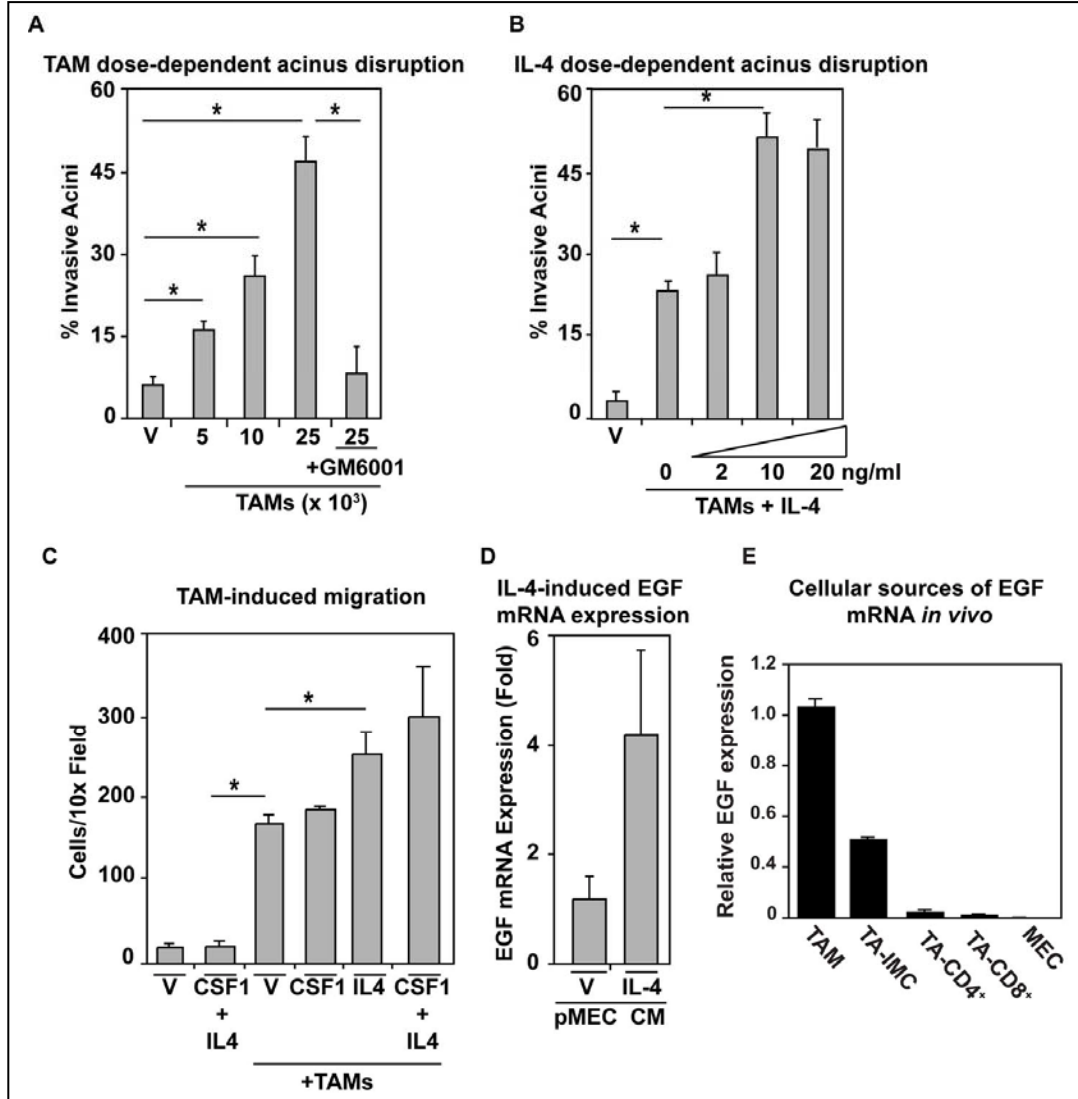 A
TAM dose-dependent acinus disruption
60
45
30
15
0
% Invasive Acini
* *
*
*
V 5 10 25 25
+GM6001
TAMs (x 10³)
B
IL-4 dose-dependent acinus disruption
60
45
30
15
0
% Invasive Acini
*
*
V
0 2 10 20 ng/ml
TAMs + IL-4
C
TAM-induced migration
400
300
200
100
0
Cells/10x Field
*
*
V CSF1 V CSF1 IL4 CSF1
+ +
IL4 IL4
+TAMs
D
IL-4-induced EGF
mRNA expression
6
4
2
0
EGF mRNA Expression (Fold)
V IL-4
pMEC CM
E
Cellular sources of EGF
mRNA in vivo
1.2
1.0
0.8
0.6
0.4
0
Relative EGF expression
TAM
TA-IMC
TA-CD4⁺
TA-CD8⁺
MEC